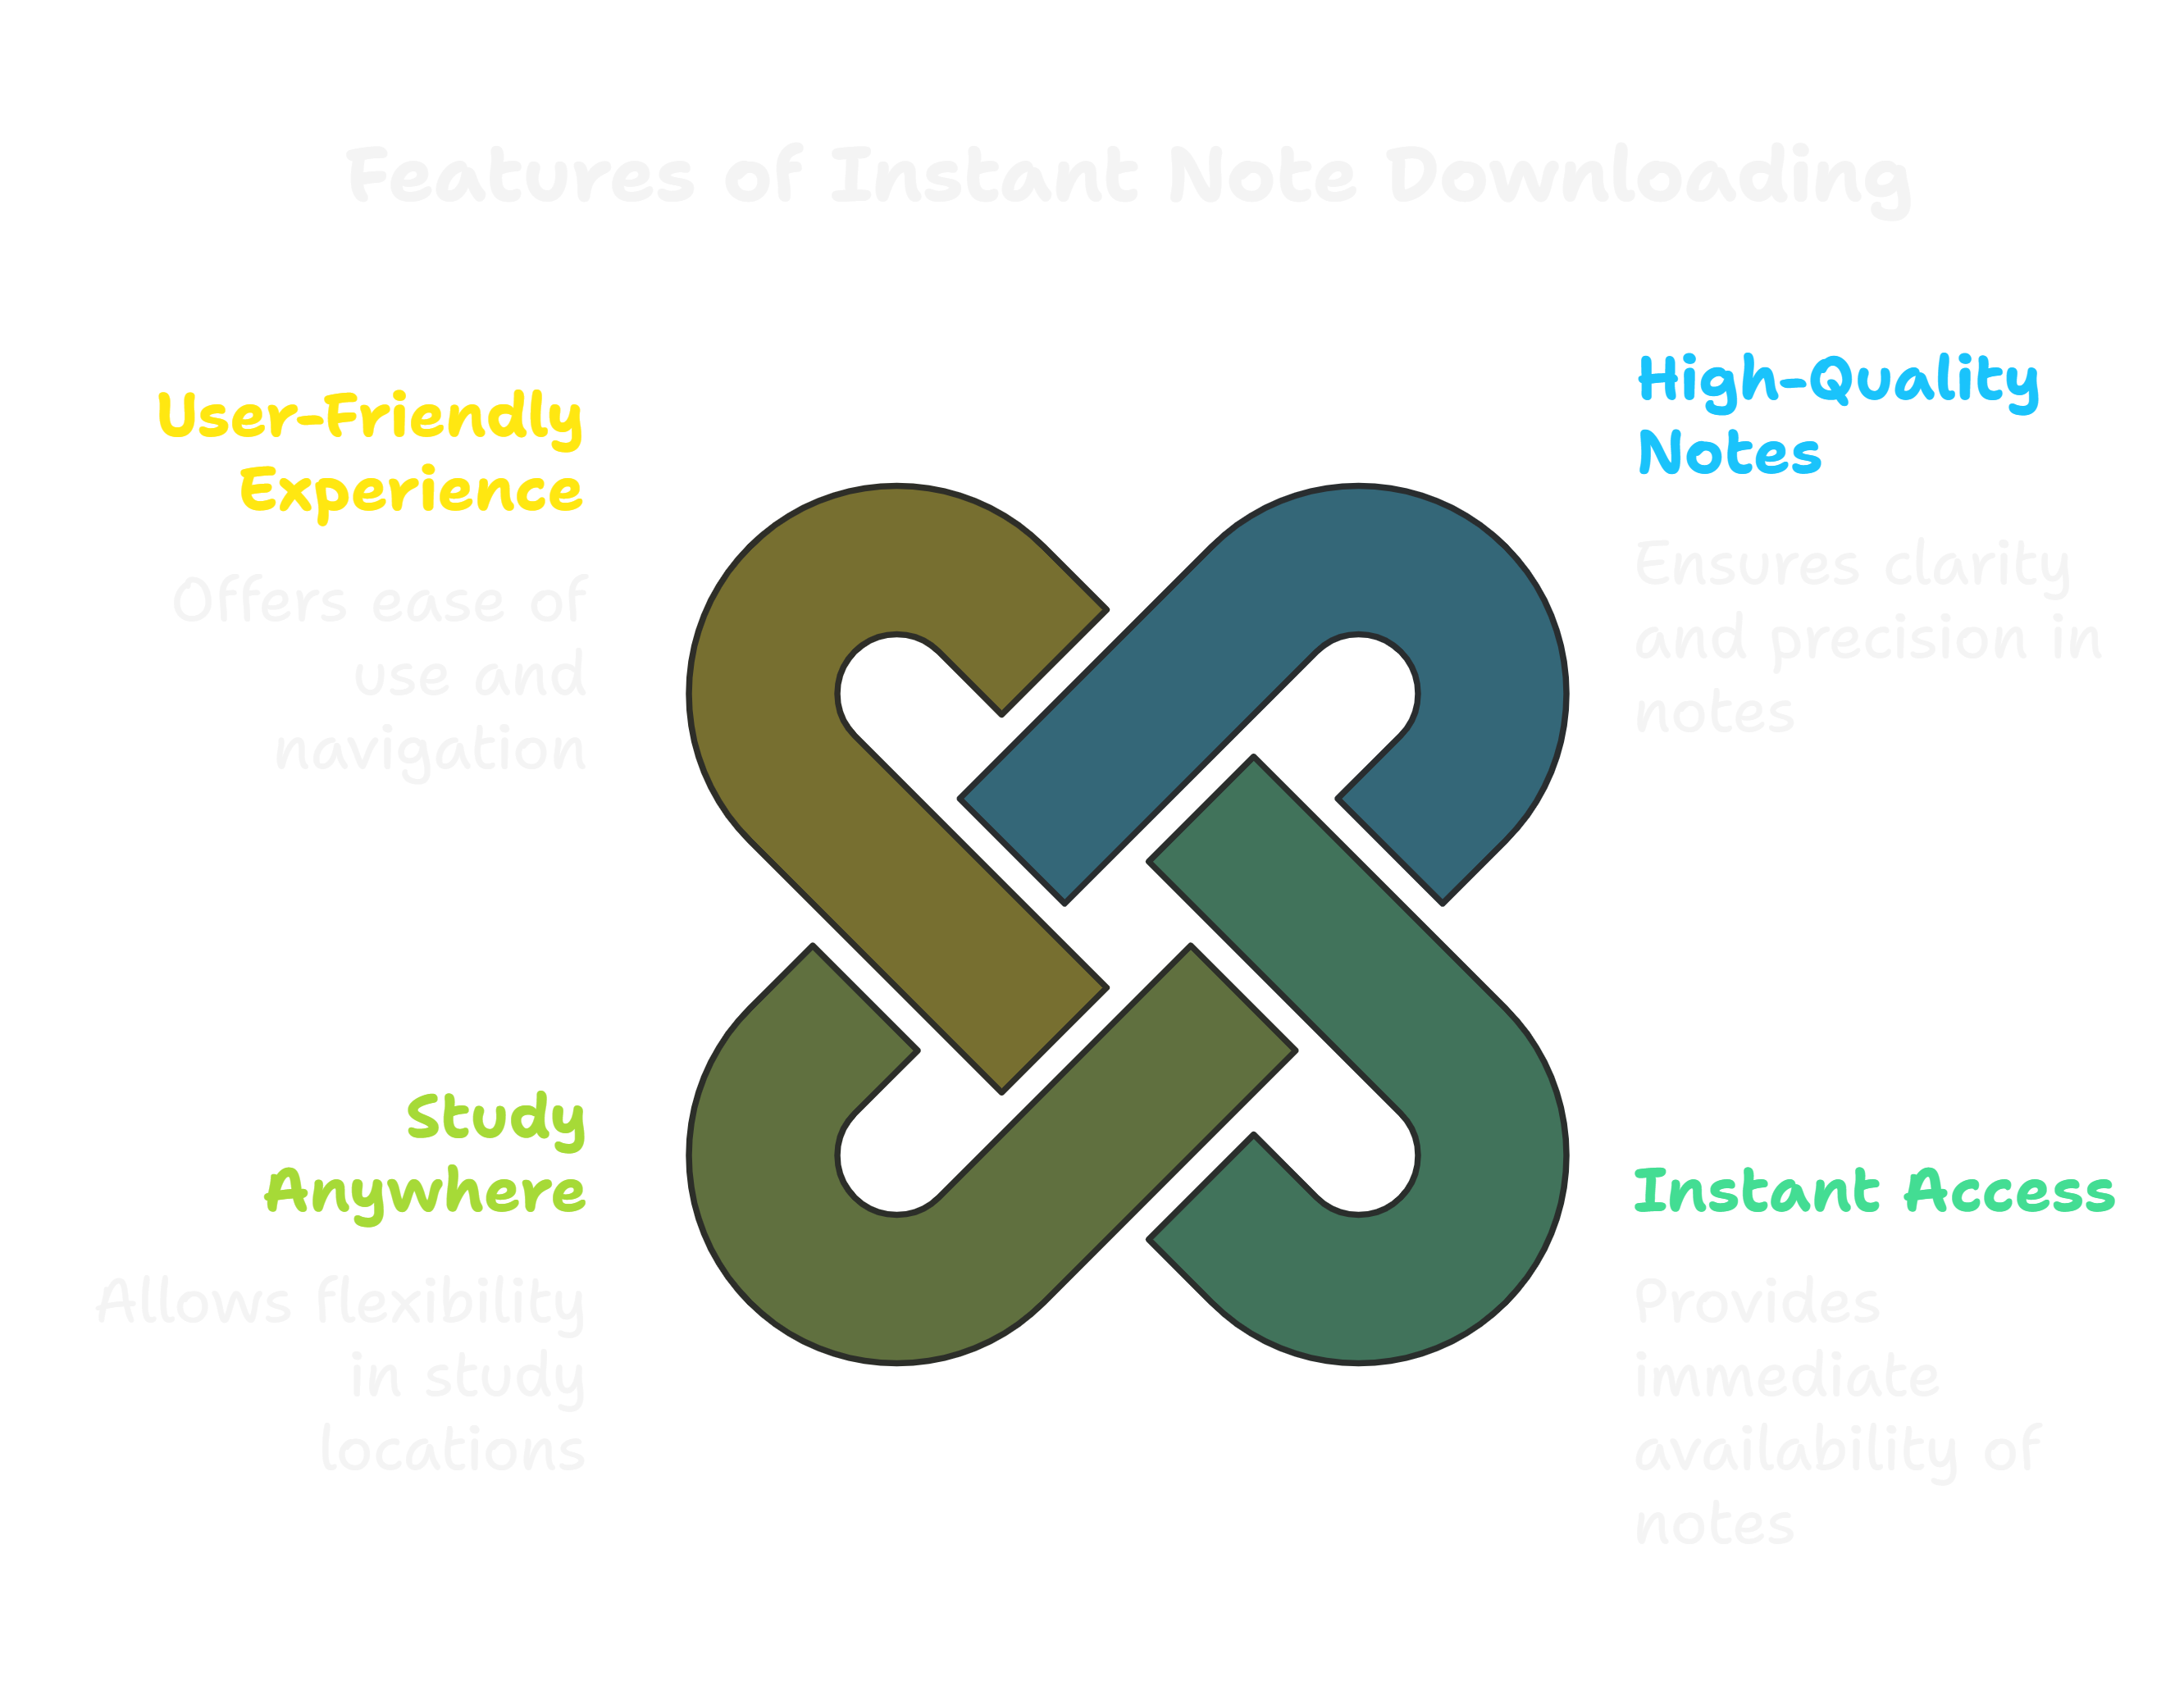 Features of Instant Note Downloading
User-Friendly
Experience
Offers ease of
use and
navigation
High-Quality
Notes
Ensures clarity
and precision in
notes
Study
Anywhere
Allows flexibility
in study
locations
Instant Access
Provides
immediate
availability of
notes